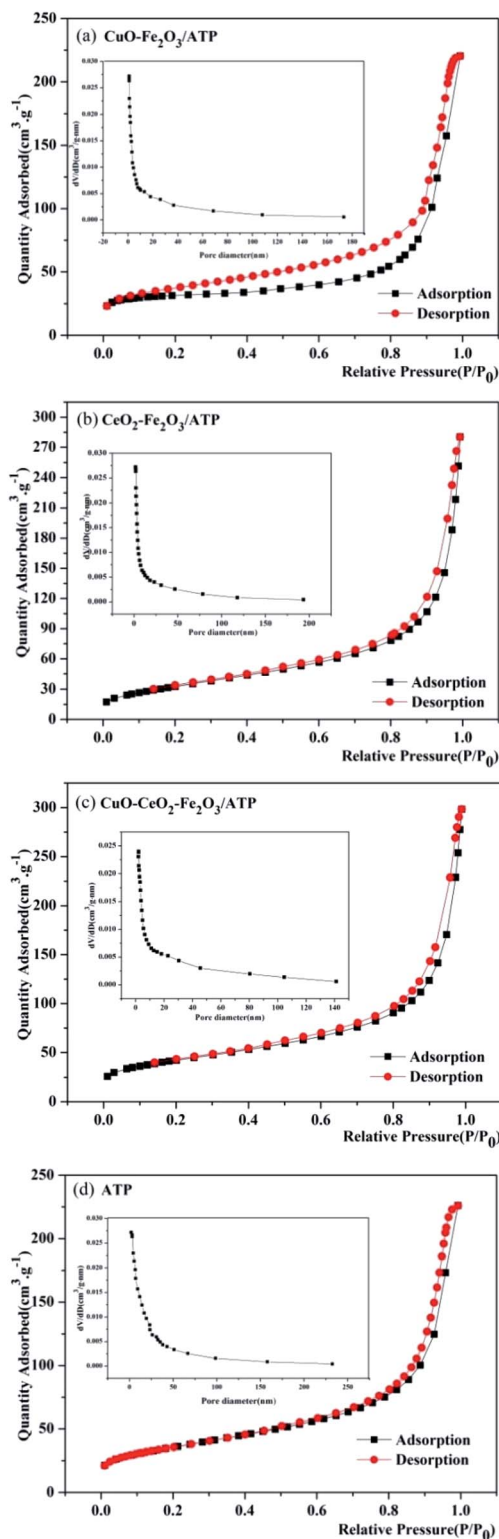 (a) CuO-Fe₂O₃/ATP
Quantity Adsorbed(cm³·g⁻¹)
250
200
150
100
50
0
dV/dD(cm³/g·nm)
0.030
0.025
0.020
0.015
0.010
0.005
0.000
-20 0 20 40 60 80 100 120 140 160 180
Pore diameter(nm)
Adsorption
Desorption
0.0 0.2 0.4 0.6 0.8 1.0
Relative Pressure(P/P₀)
(b) CeO₂-Fe₂O₃/ATP
Quantity Adsorbed(cm³·g⁻¹)
300
270
240
210
180
150
120
90
60
30
0
dV/dD(cm³/g·nm)
0.030
0.025
0.020
0.015
0.010
0.005
0.000
0 50 100 150 200
Pore diameter(nm)
Adsorption
Desorption
0.0 0.2 0.4 0.6 0.8 1.0
Relative Pressure(P/P₀)
(c) CuO-CeO₂-Fe₂O₃/ATP
Quantity Adsorbed(cm³·g⁻¹)
300
250
200
150
100
50
0
dV/dD(cm³/g·nm)
0.025
0.020
0.015
0.010
0.005
0.000
0 20 40 60 80 100 120 140
Pore diameter(nm)
Adsorption
Desorption
0.0 0.2 0.4 0.6 0.8 1.0
Relative Pressure(P/P₀)
(d) ATP
Quantity Adsorbed(cm³·g⁻¹)
250
200
150
100
50
0
dV/dD(cm³/g·nm)
0.030
0.025
0.020
0.015
0.010
0.005
0.000
0 50 100 150 200 250
Pore diameter(nm)
Adsorption
Desorption
0.0 0.2 0.4 0.6 0.8 1.0
Relative Pressure(P/P₀)